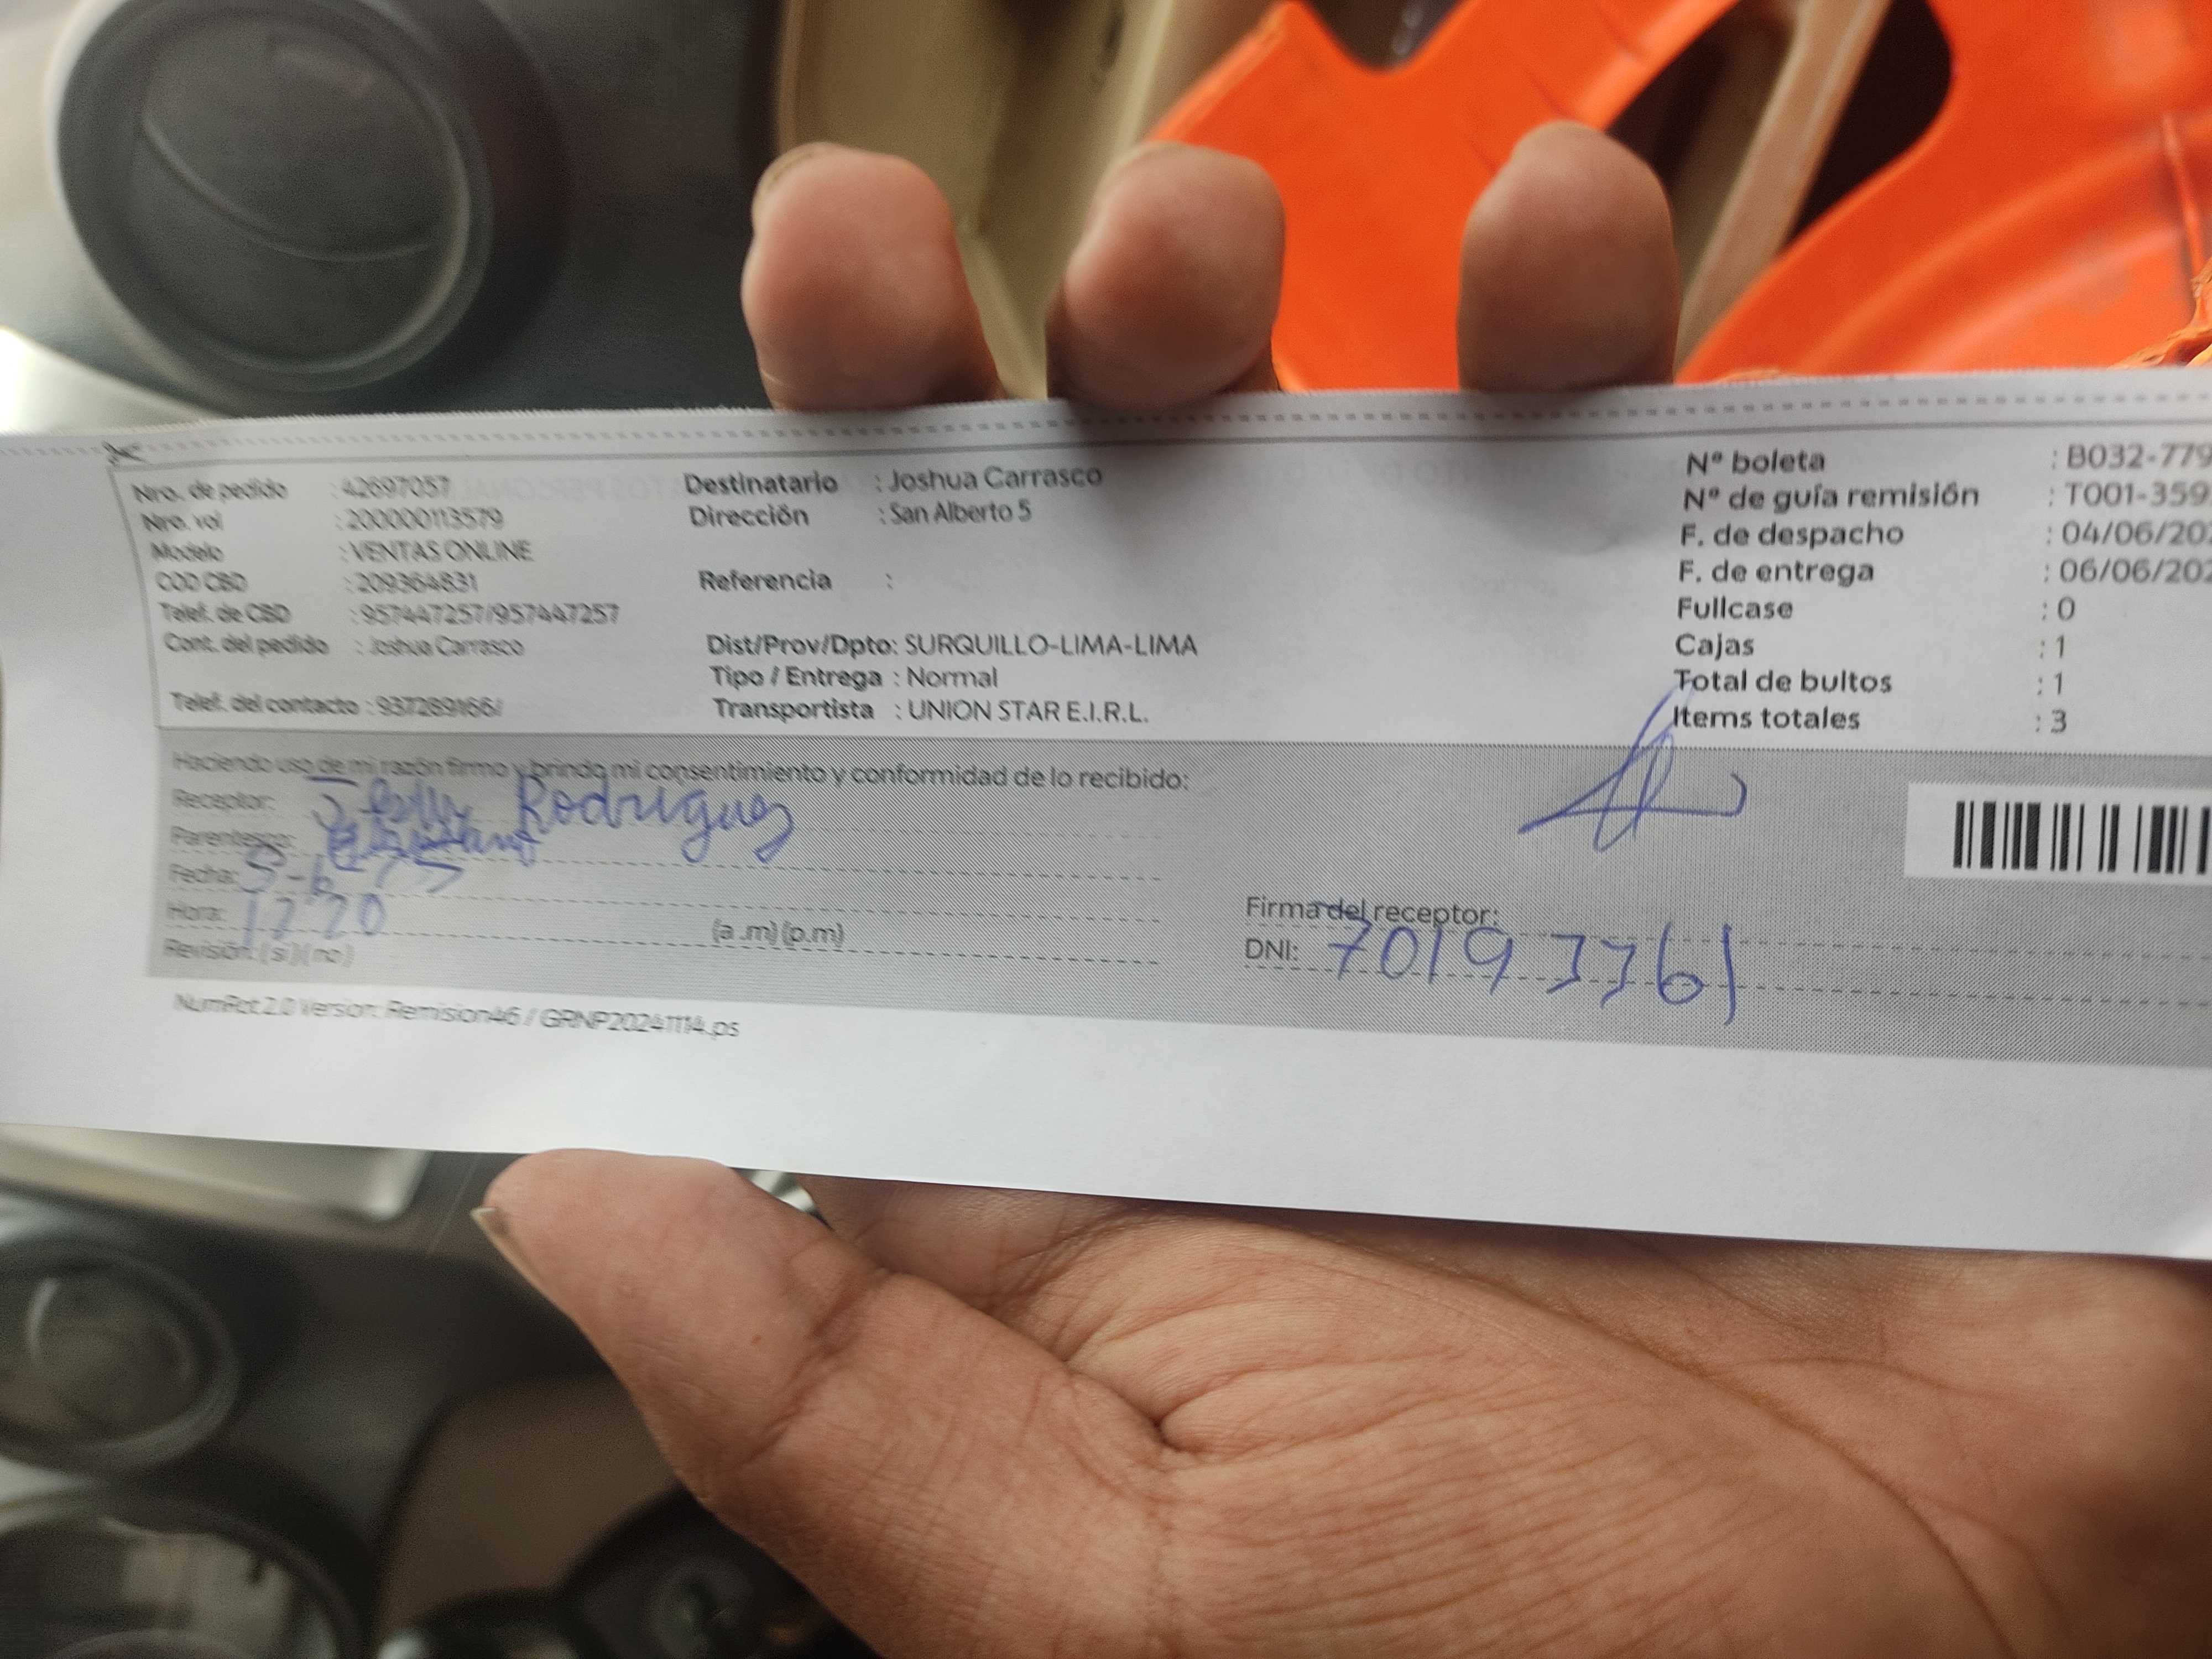 Nro. de pedido : 42697057
Nro. vol : 200000113579
Modelo : VENTAS ONLINE
COD CBD : 209364831
Telef. de CBD : 957447257/957447257
Cont. del pedido : Joshua Carrasco
Telef. del contacto : 937289166/
Destinatario : Joshua Carrasco
Dirección : San Alberto 5
Referencia :
Dist/Prov/Dpto: SURQUILLO-LIMA-LIMA
Tipo / Entrega : Normal
Transportista : UNION STAR E.I.R.L.
Nº boleta : B032-779
Nº de guía remisión : T001-359
F. de despacho : 04/06/202
F. de entrega : 06/06/202
Fullcase : 0
Cajas : 1
Total de bultos : 1
Items totales : 3
Haciendo uso de mi razón firmo y brindo mi consentimiento y conformidad de lo recibido:
Receptor: Rodriguez
Parentesco:
Fecha: 5-6-25
Hora: 12 20 (a.m) (p.m)
Revisión: (si) (no)
Firma del receptor:
DNI: 70193361
NumRot 2.0 Version: Remision46 / GRNP20241114.ps